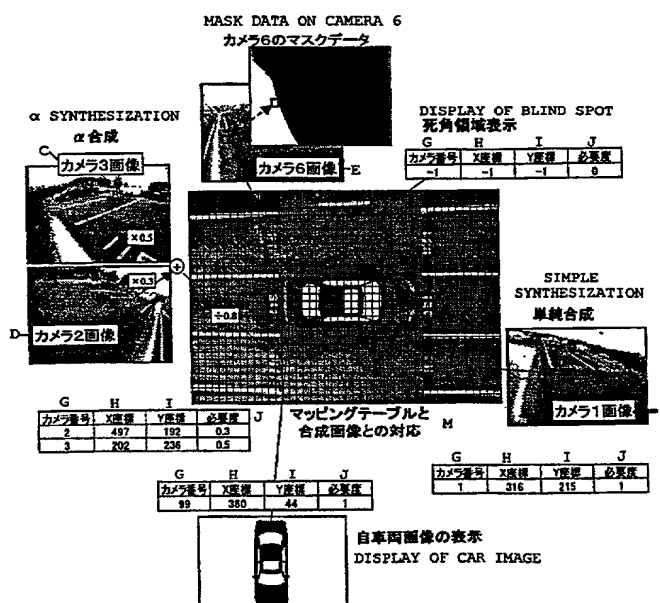 MASK DATA ON CAMERA 6
カメラ6のマスクデータ
α SYNTHESIZATION
α合成
C
カメラ3画像
×0.5
×0.3
D
カメラ2画像
カメラ6画像
E
DISPLAY OF BLIND SPOT
死角領域表示
G H I J
カメラ番号 X座標 Y座標 必要度
-1 -1 -1 0
÷0.8
SIMPLE
SYNTHESIZATION
単純合成
カメラ1画像
G H I J
カメラ番号 X座標 Y座標 必要度
2 497 192 0.3
3 202 236 0.5
マッピングテーブルと
合成画像との対応
M
G H I J
カメラ番号 X座標 Y座標 必要度
1 316 215 1
G H I J
カメラ番号 X座標 Y座標 必要度
99 360 44 1
自車両画像の表示
DISPLAY OF CAR IMAGE